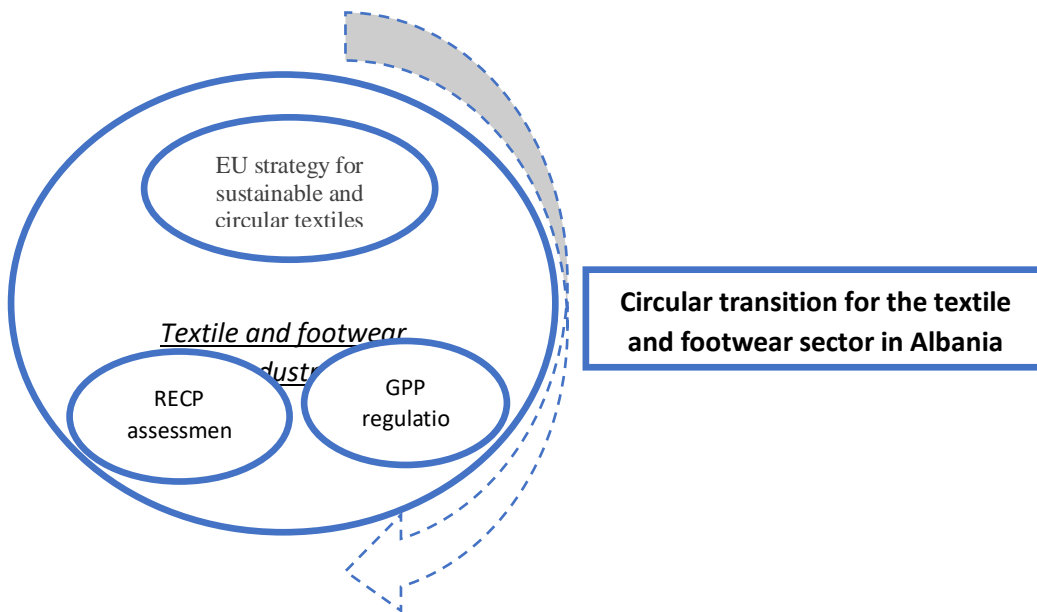 EU strategy for
sustainable and
circular textiles
Textile and footwear
dustr
RECP
assessmen
GPP
regulatio
Circular transition for the textile
and footwear sector in Albania